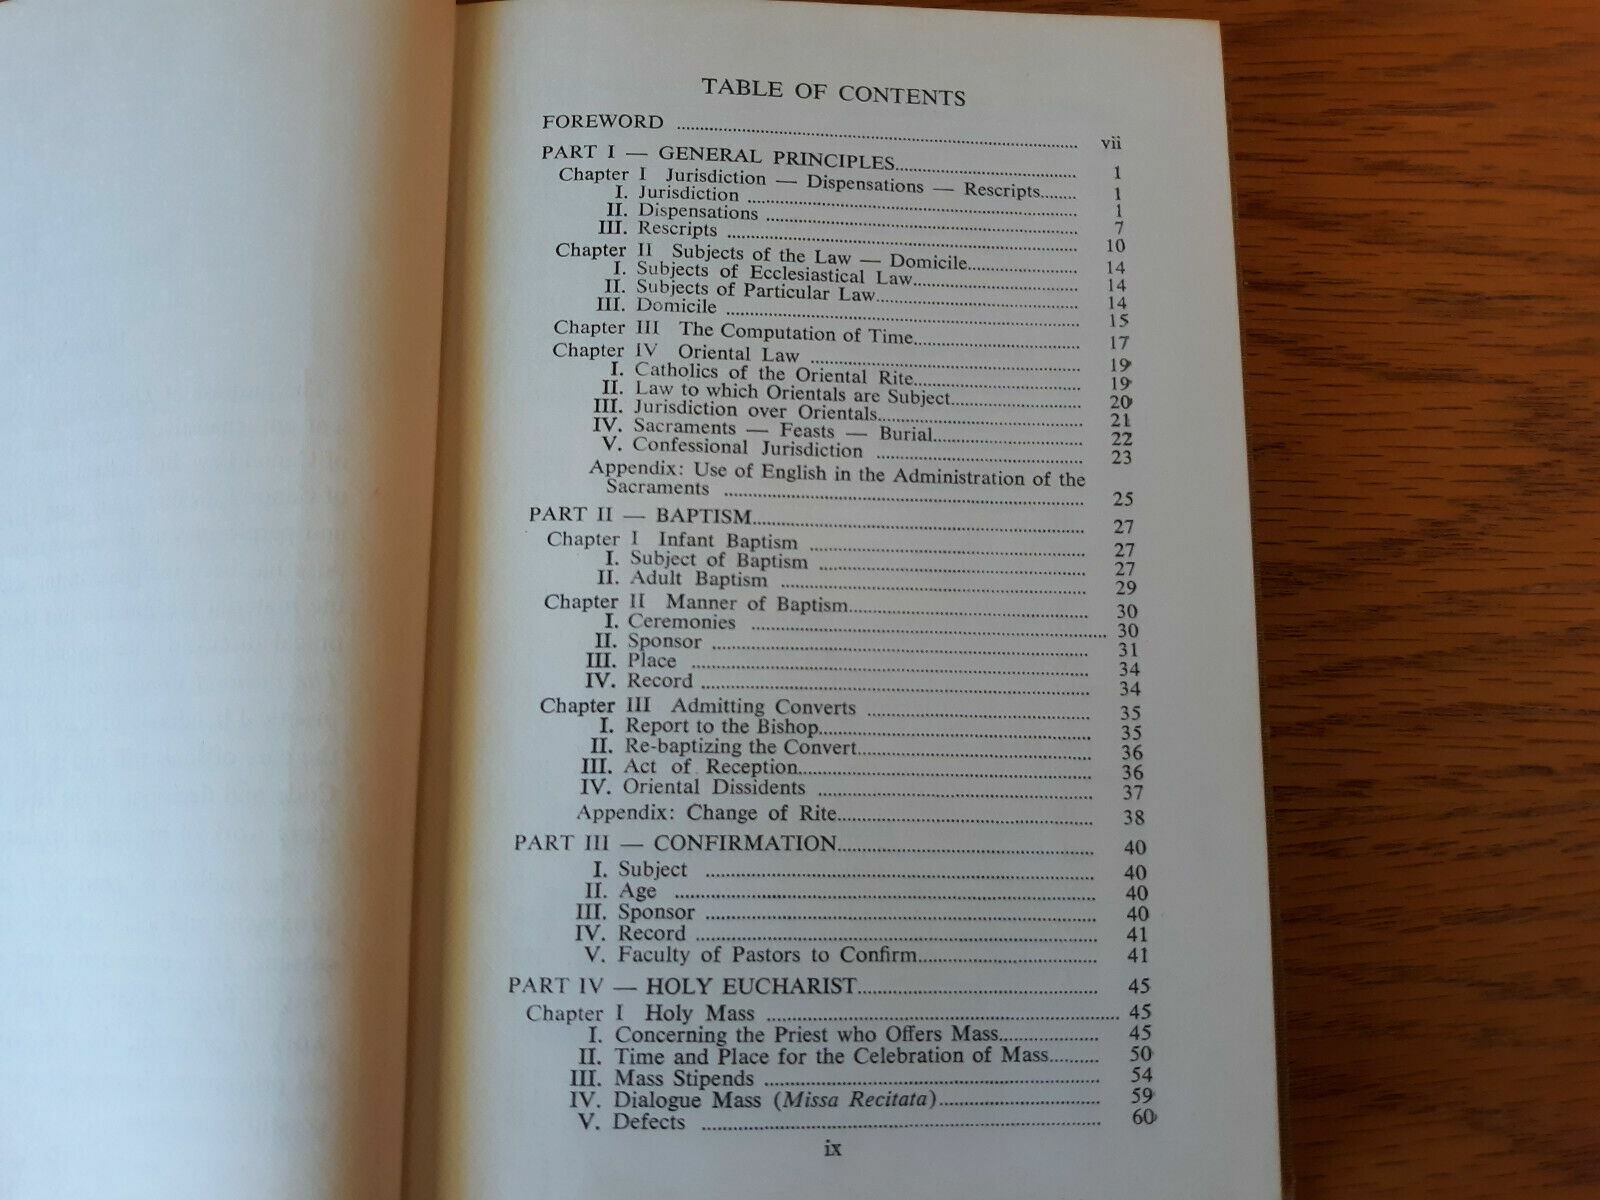 TABLE OF CONTENTS
FOREWORD ........ vii
PART I — GENERAL PRINCIPLES........ 1
Chapter I Jurisdiction — Dispensations — Rescripts........ 1
I. Jurisdiction ........ 1
II. Dispensations ........ 7
III. Rescripts ........ 10
Chapter II Subjects of the Law — Domicile........ 14
I. Subjects of Ecclesiastical Law........ 14
II. Subjects of Particular Law........ 14
III. Domicile ........ 15
Chapter III The Computation of Time........ 17
Chapter IV Oriental Law ........ 19
I. Catholics of the Oriental Rite........ 19
II. Law to which Orientals are Subject........ 20
III. Jurisdiction over Orientals........ 21
IV. Sacraments — Feasts — Burial........ 22
V. Confessional Jurisdiction ........ 23
Appendix: Use of English in the Administration of the
Sacraments ........ 25
PART II — BAPTISM........ 27
Chapter I Infant Baptism ........ 27
I. Subject of Baptism ........ 27
II. Adult Baptism ........ 29
Chapter II Manner of Baptism........ 30
I. Ceremonies ........ 30
II. Sponsor ........ 31
III. Place ........ 34
IV. Record ........ 34
Chapter III Admitting Converts ........ 35
I. Report to the Bishop........ 35
II. Re-baptizing the Convert........ 36
III. Act of Reception........ 36
IV. Oriental Dissidents ........ 37
Appendix: Change of Rite........ 38
PART III — CONFIRMATION........ 40
I. Subject ........ 40
II. Age ........ 40
III. Sponsor ........ 40
IV. Record ........ 41
V. Faculty of Pastors to Confirm........ 41
PART IV — HOLY EUCHARIST........ 45
Chapter I Holy Mass ........ 45
I. Concerning the Priest who Offers Mass........ 45
II. Time and Place for the Celebration of Mass........ 50
III. Mass Stipends ........ 54
IV. Dialogue Mass (Missa Recitata)........ 59
V. Defects ........ 60
ix